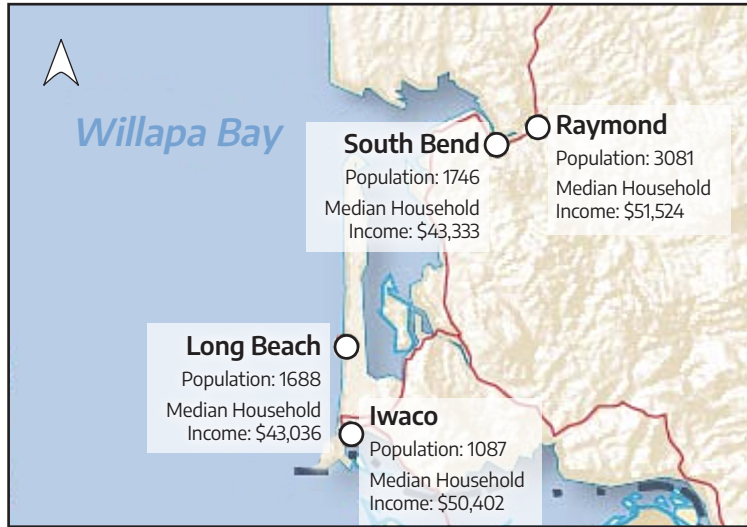 Willapa Bay
South Bend
Population: 1746
Median Household
Income: $43,333
Raymond
Population: 3081
Median Household
Income: $51,524
Long Beach
Population: 1688
Median Household
Income: $43,036
Iwaco
Population: 1087
Median Household
Income: $50,402